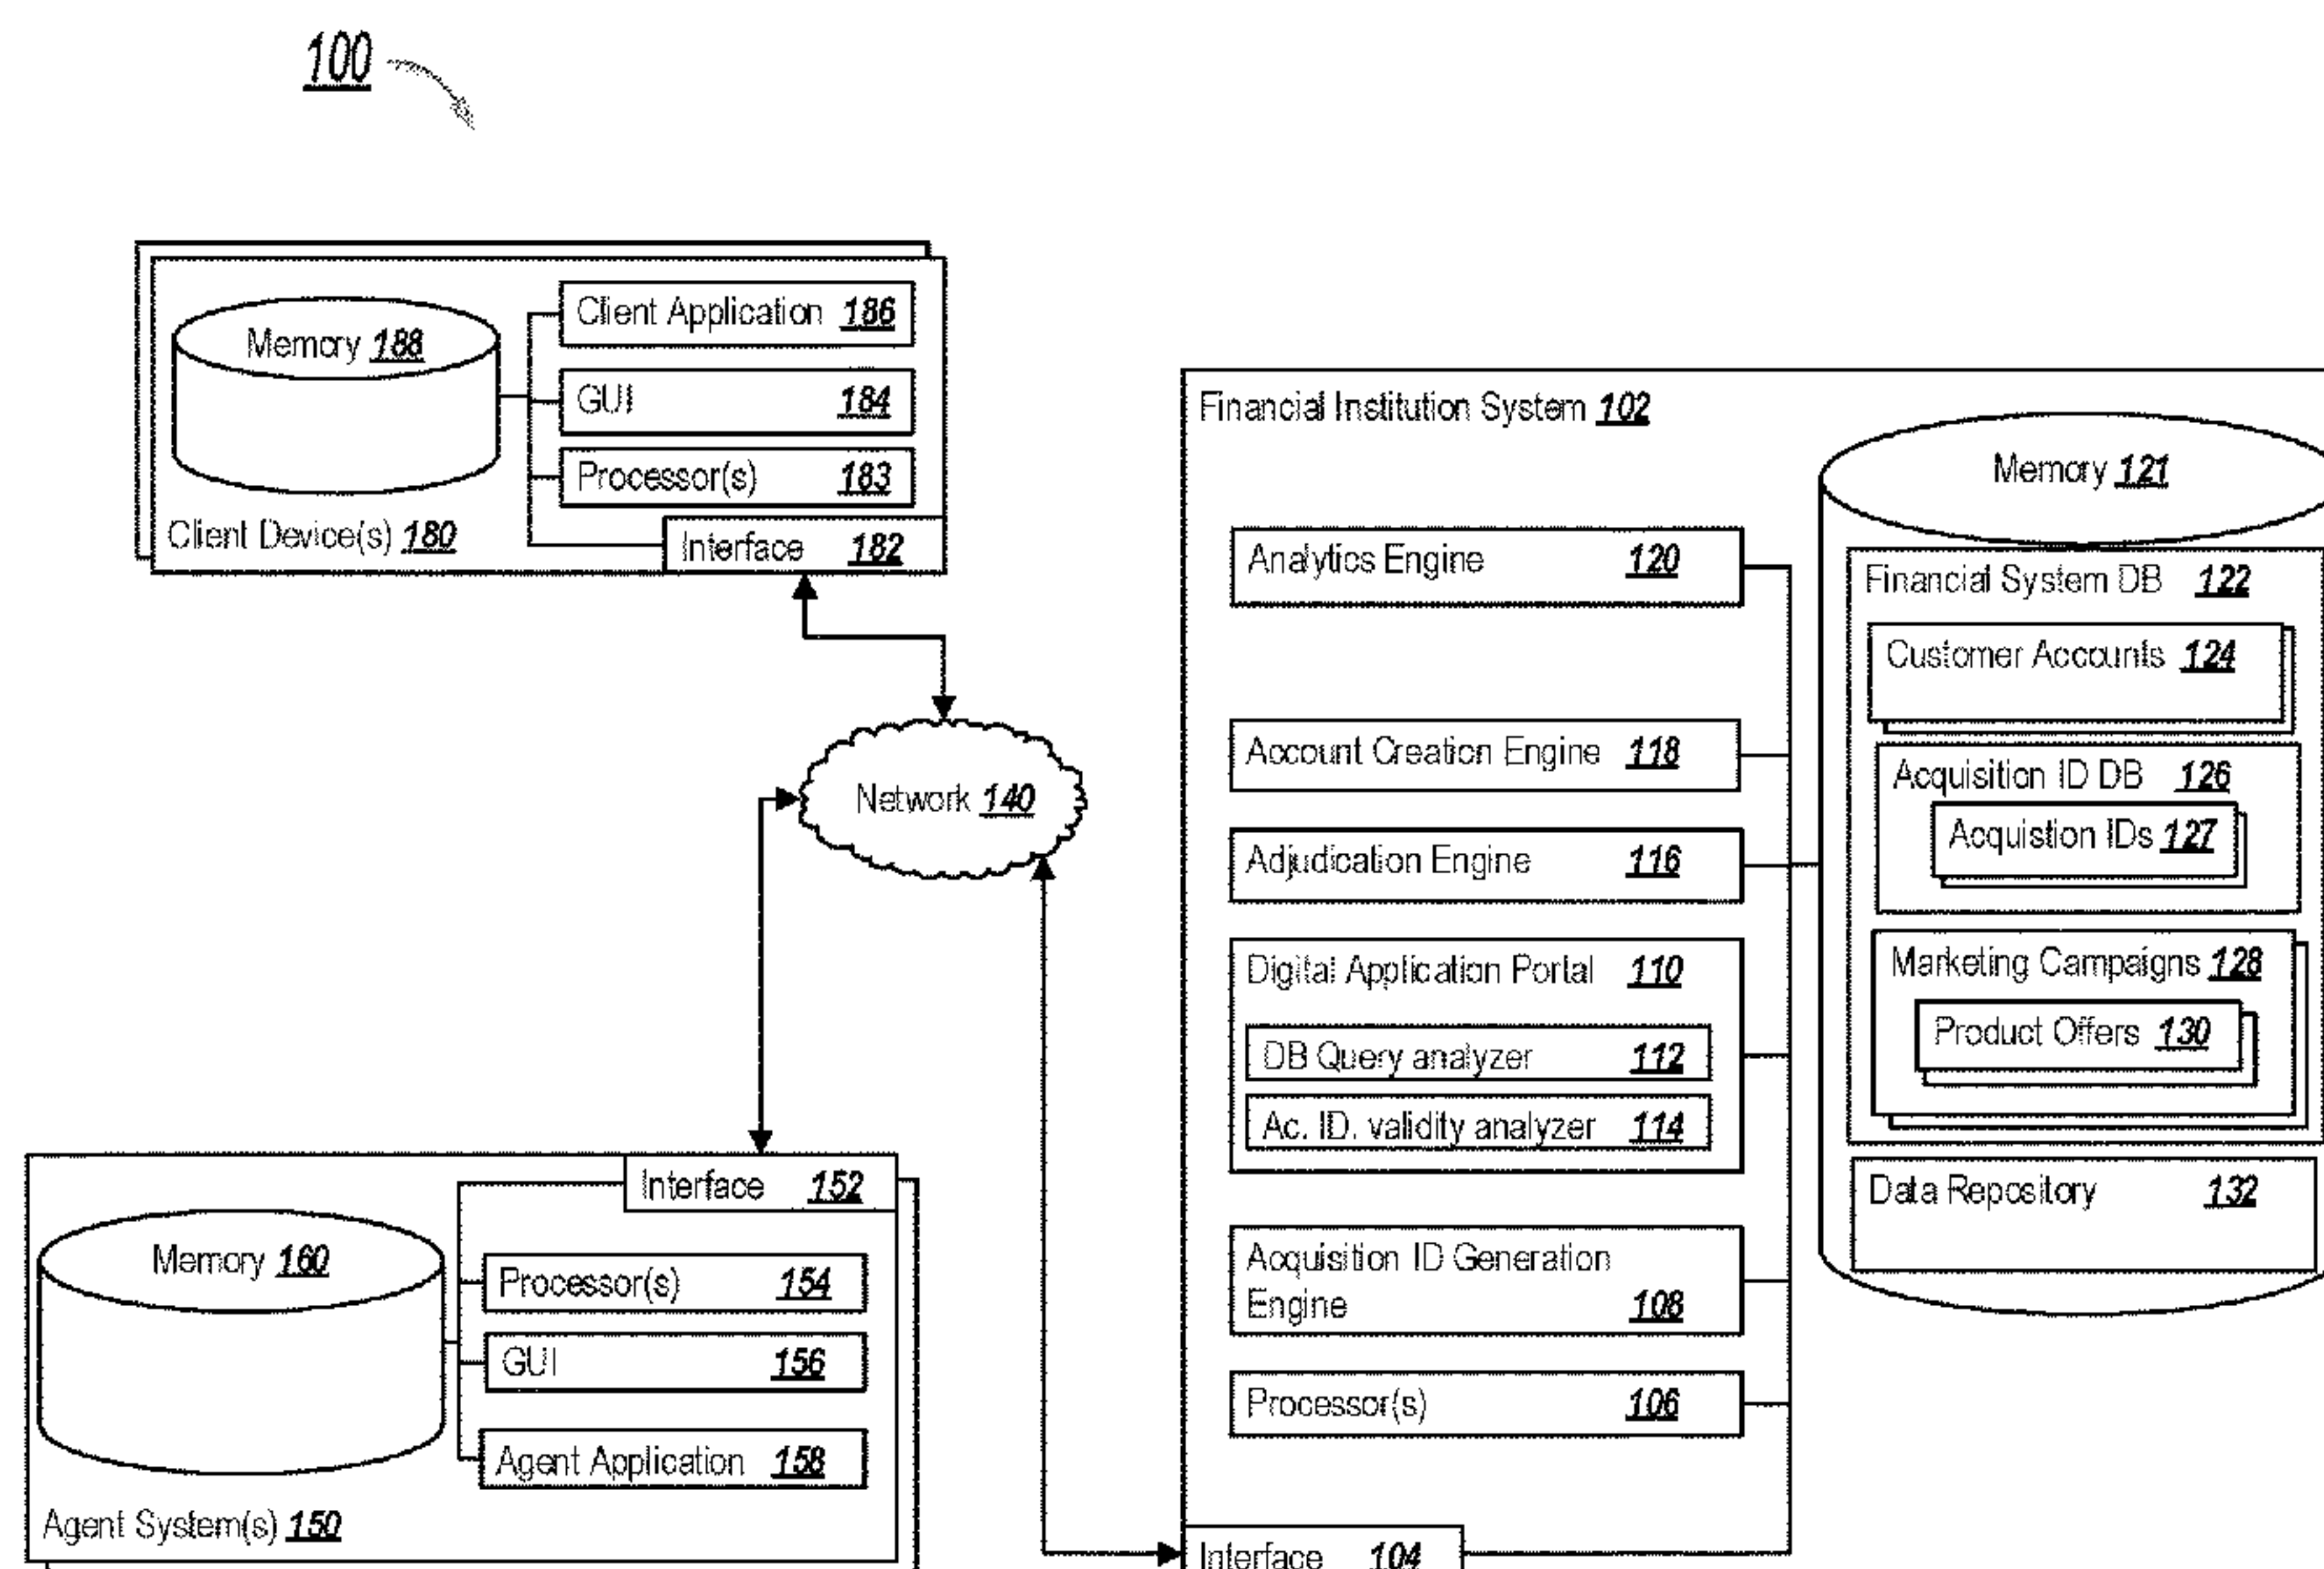 100
Client Application 186
Memory 188
GUI 184
Processor(s) 183
Client Device(s) 180
Interface 182
Network 140
Interface 152
Memory 160
Processor(s) 154
GUI 156
Agent Application 158
Agent System(s) 150
Financial Institution System 102
Analytics Engine 120
Account Creation Engine 118
Adjudication Engine 116
Digital Application Portal 110
DB Query analyzer 112
Ac. ID. validity analyzer 114
Acquisition ID Generation
Engine 108
Processor(s) 106
Interface 104
Memory 121
Financial System DB 122
Customer Accounts 124
Acquisition ID DB 126
Acquistion IDs 127
Marketing Campaigns 128
Product Offers 130
Data Repository 132